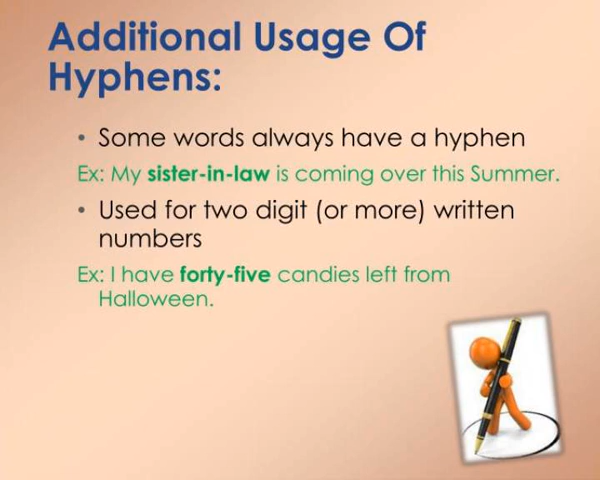 Additional Usage Of
Hyphens:
• Some words always have a hyphen
Ex: My sister-in-law is coming over this Summer.
• Used for two digit (or more) written
numbers
Ex: I have forty-five candies left from
Halloween.